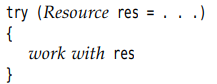 try (Resource res = . . .)
{
work with res
}